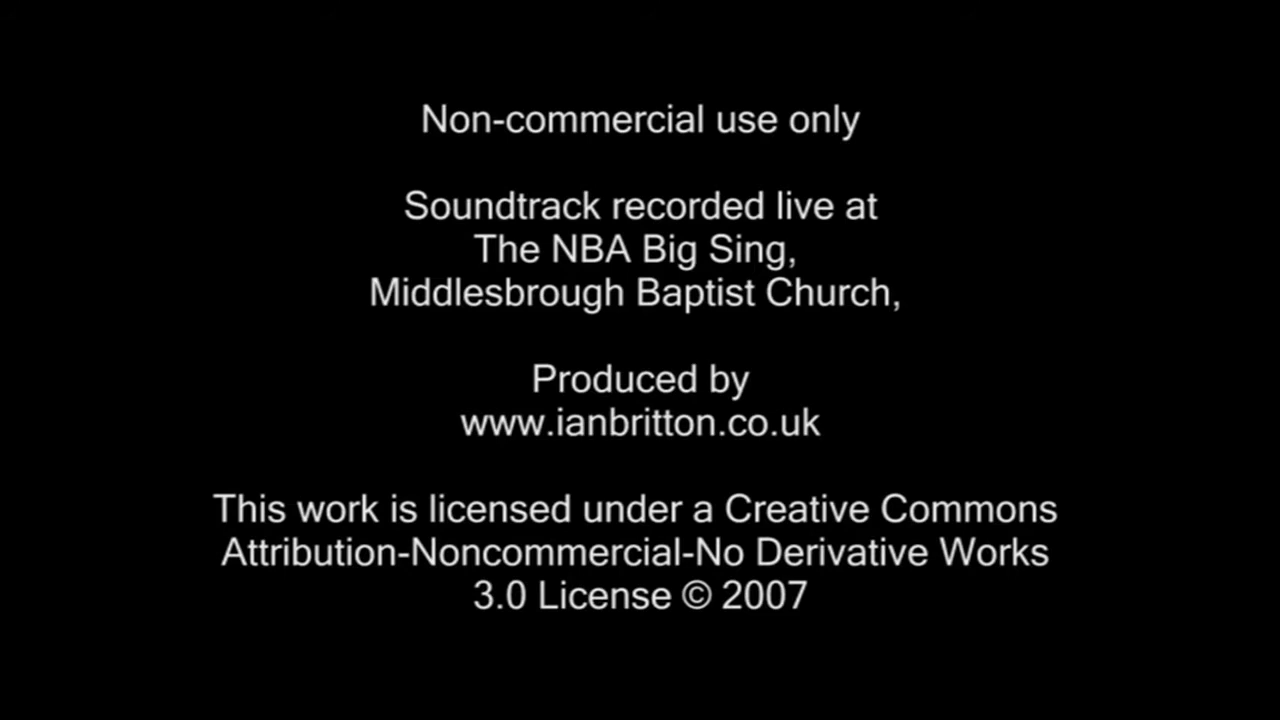 Non-commercial use only
Soundtrack recorded live at
The NBA Big Sing,
Middlesbrough Baptist Church,
Produced by
www.ianbritton.co.uk
This work is licensed under a Creative Commons
Attribution-Noncommercial-No Derivative Works
3.0 License © 2007